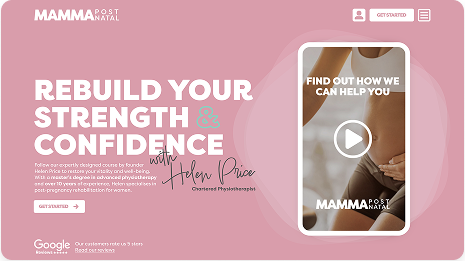 MAMMA POST NATAL
GET STARTED
REBUILD YOUR
STRENGTH &
CONFIDENCE
with Helen Price
Chartered Physiotherapist
Follow our expertly designed course by founder
Helen Price to restore your vitality and well-being.
With a master's degree in advanced physiotherapy
and over 10 years of experience, Helen specialises in
post-pregnancy rehabilitation for women.
GET STARTED
Google
Reviews
Our customers rate us 5 stars
Read our reviews
FIND OUT HOW WE
CAN HELP YOU
MAMMA POST NATAL